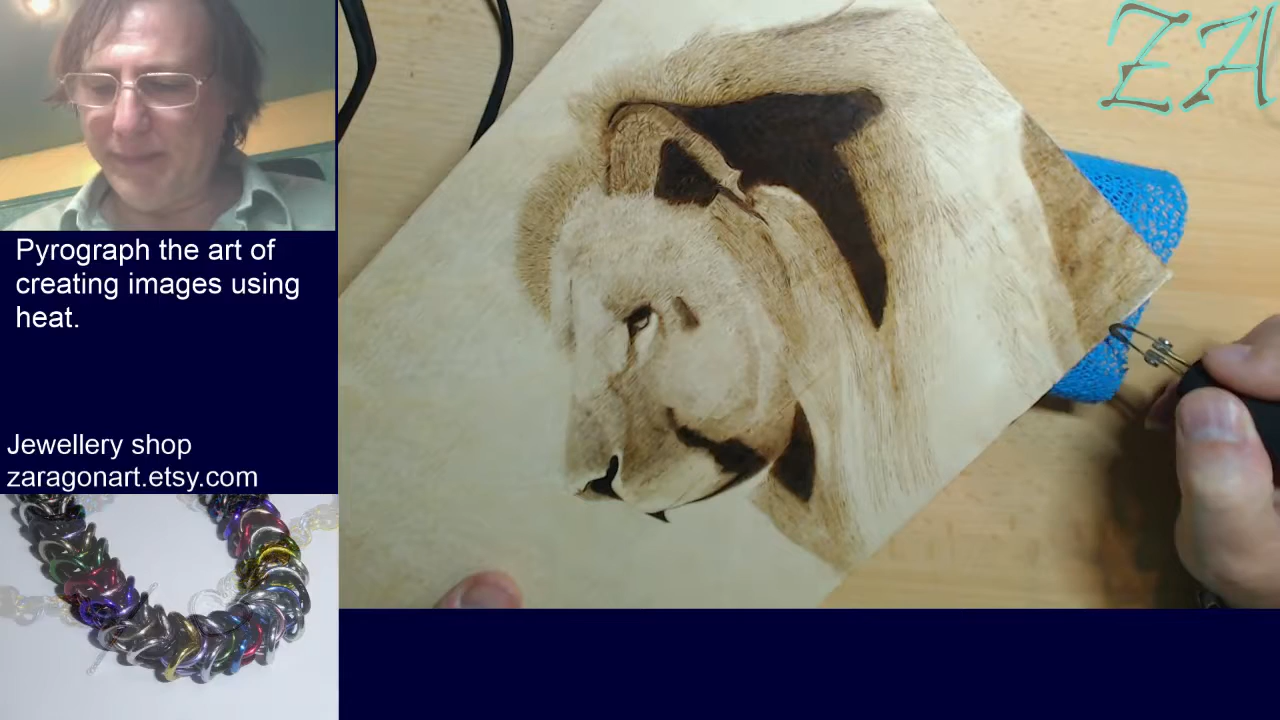 ZA
Pyrograph the art of
creating images using
heat.
Jewellery shop
zaragonart.etsy.com